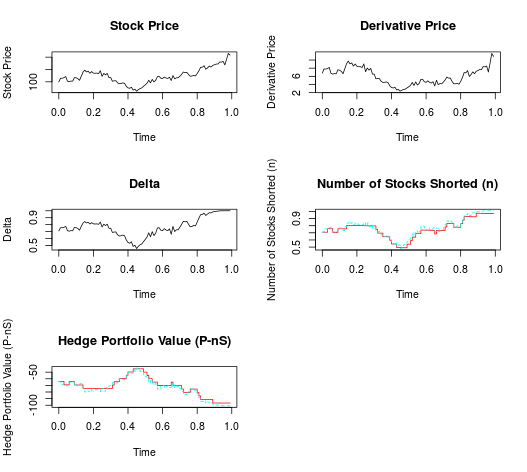 Stock Price
Stock Price
100
0.0 0.2 0.4 0.6 0.8 1.0
Time
Derivative Price
Derivative Price
2 6
0.0 0.2 0.4 0.6 0.8 1.0
Time
Delta
Delta
0.5 0.9
0.0 0.2 0.4 0.6 0.8 1.0
Time
Number of Stocks Shorted (n)
Number of Stocks Shorted (n)
0.5 0.9
0.0 0.2 0.4 0.6 0.8 1.0
Time
Hedge Portfolio Value (P-nS)
Hedge Portfolio Value (P-nS)
-100 -50
0.0 0.2 0.4 0.6 0.8 1.0
Time